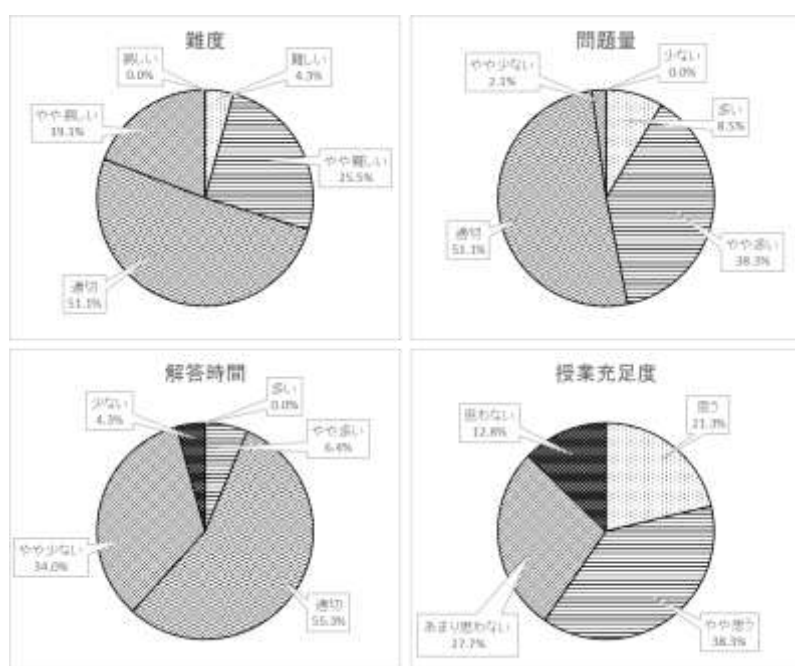 難度
易しい
0.0%
難しい
4.3%
やや易しい
19.1%
やや難しい
25.5%
適切
51.1%
問題量
少ない
0.0%
やや少ない
2.1%
多い
8.5%
適切
51.1%
やや多い
38.3%
解答時間
多い
0.0%
少ない
4.3%
やや多い
6.4%
やや少ない
34.0%
適切
55.3%
授業充足度
思う
21.3%
思わない
12.8%
あまり思わない
27.7%
やや思う
38.3%